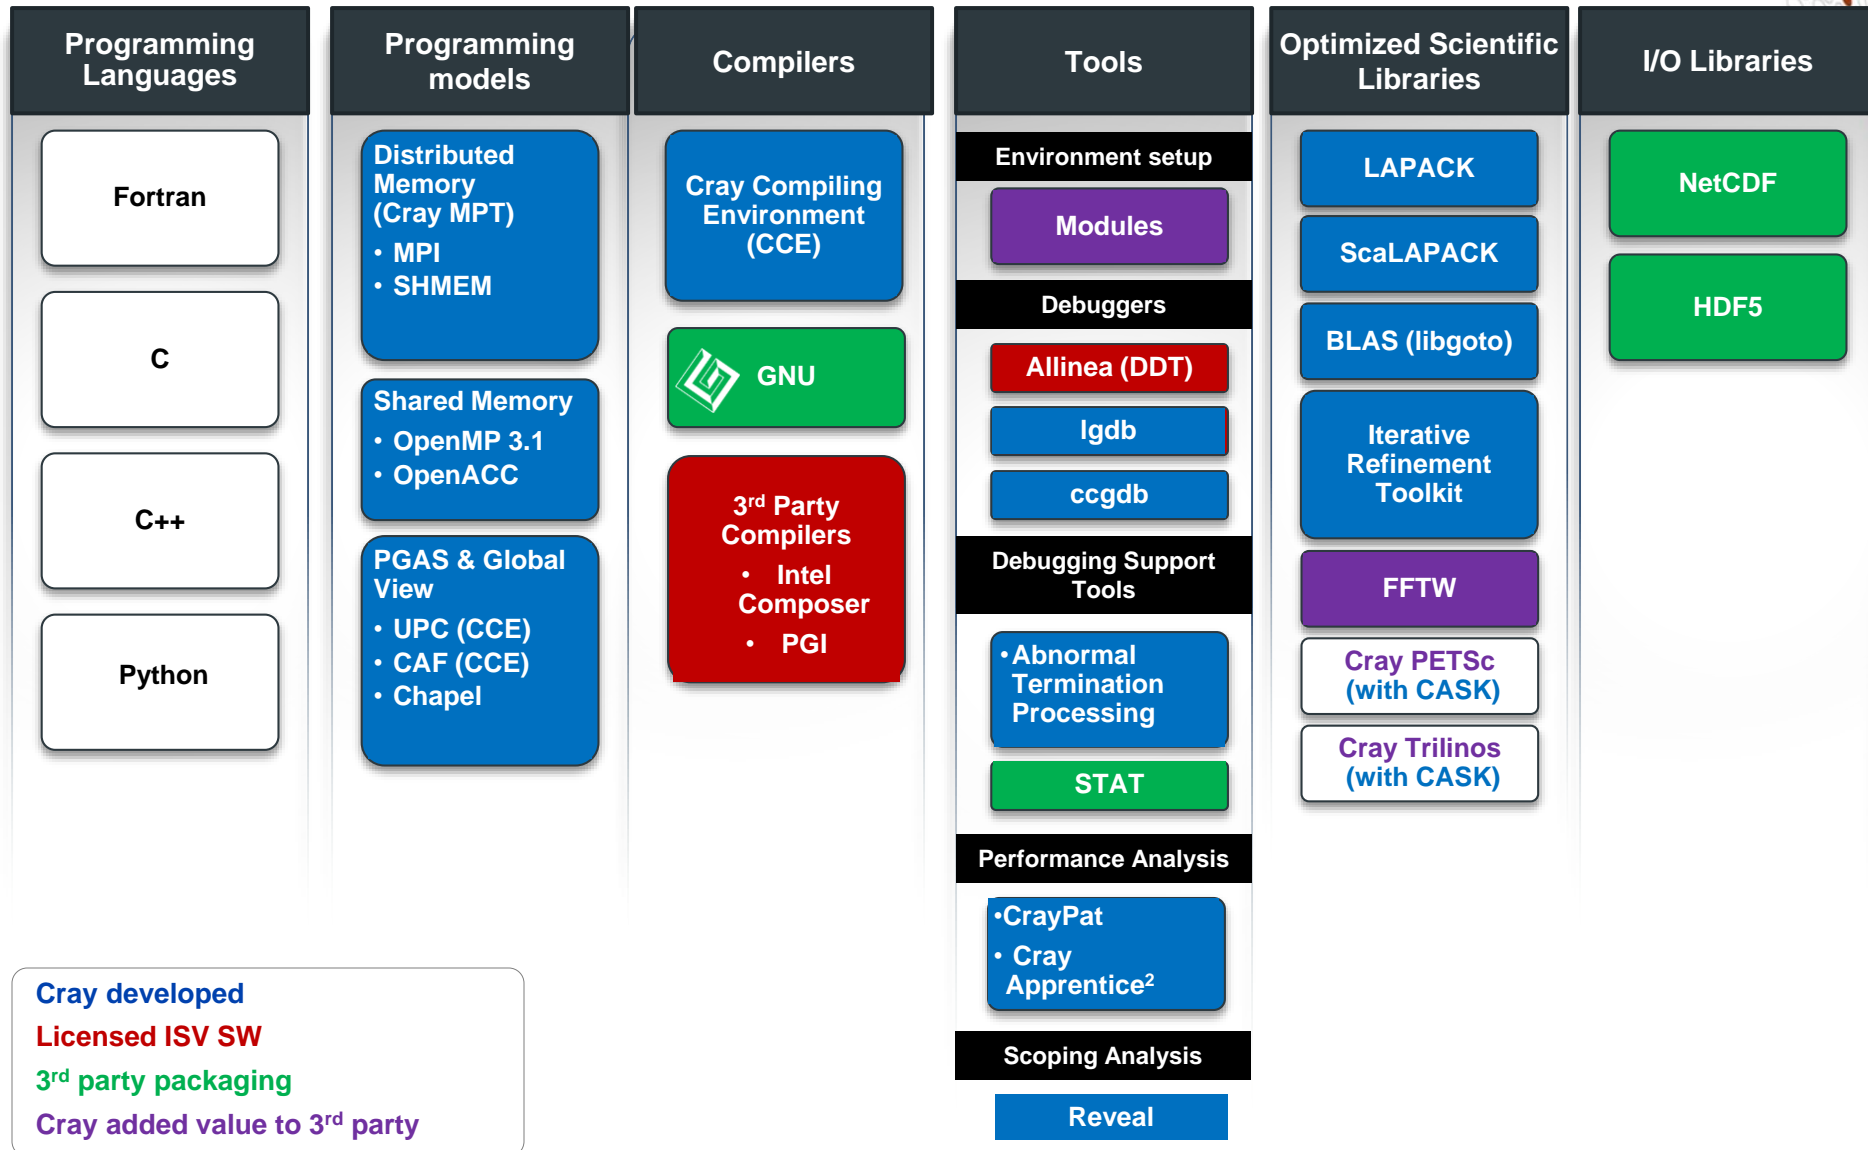 Programming
Languages
Fortran
C
C++
Python
Programming
models
Distributed
Memory
(Cray MPT)
• MPI
• SHMEM
Shared Memory
• OpenMP 3.1
• OpenACC
PGAS & Global
View
• UPC (CCE)
• CAF (CCE)
• Chapel
Compilers
Cray Compiling
Environment
(CCE)
GNU
3rd Party
Compilers
• Intel
Composer
• PGI
Tools
Environment setup
Modules
Debuggers
Allinea (DDT)
lgdb
ccgdb
Debugging Support
Tools
•Abnormal
Termination
Processing
STAT
Performance Analysis
•CrayPat
• Cray
Apprentice2
Scoping Analysis
Reveal
Optimized Scientific
Libraries
LAPACK
ScaLAPACK
BLAS (libgoto)
Iterative
Refinement
Toolkit
FFTW
Cray PETSc
(with CASK)
Cray Trilinos
(with CASK)
I/O Libraries
NetCDF
HDF5
Cray developed
Licensed ISV SW
3rd party packaging
Cray added value to 3rd party